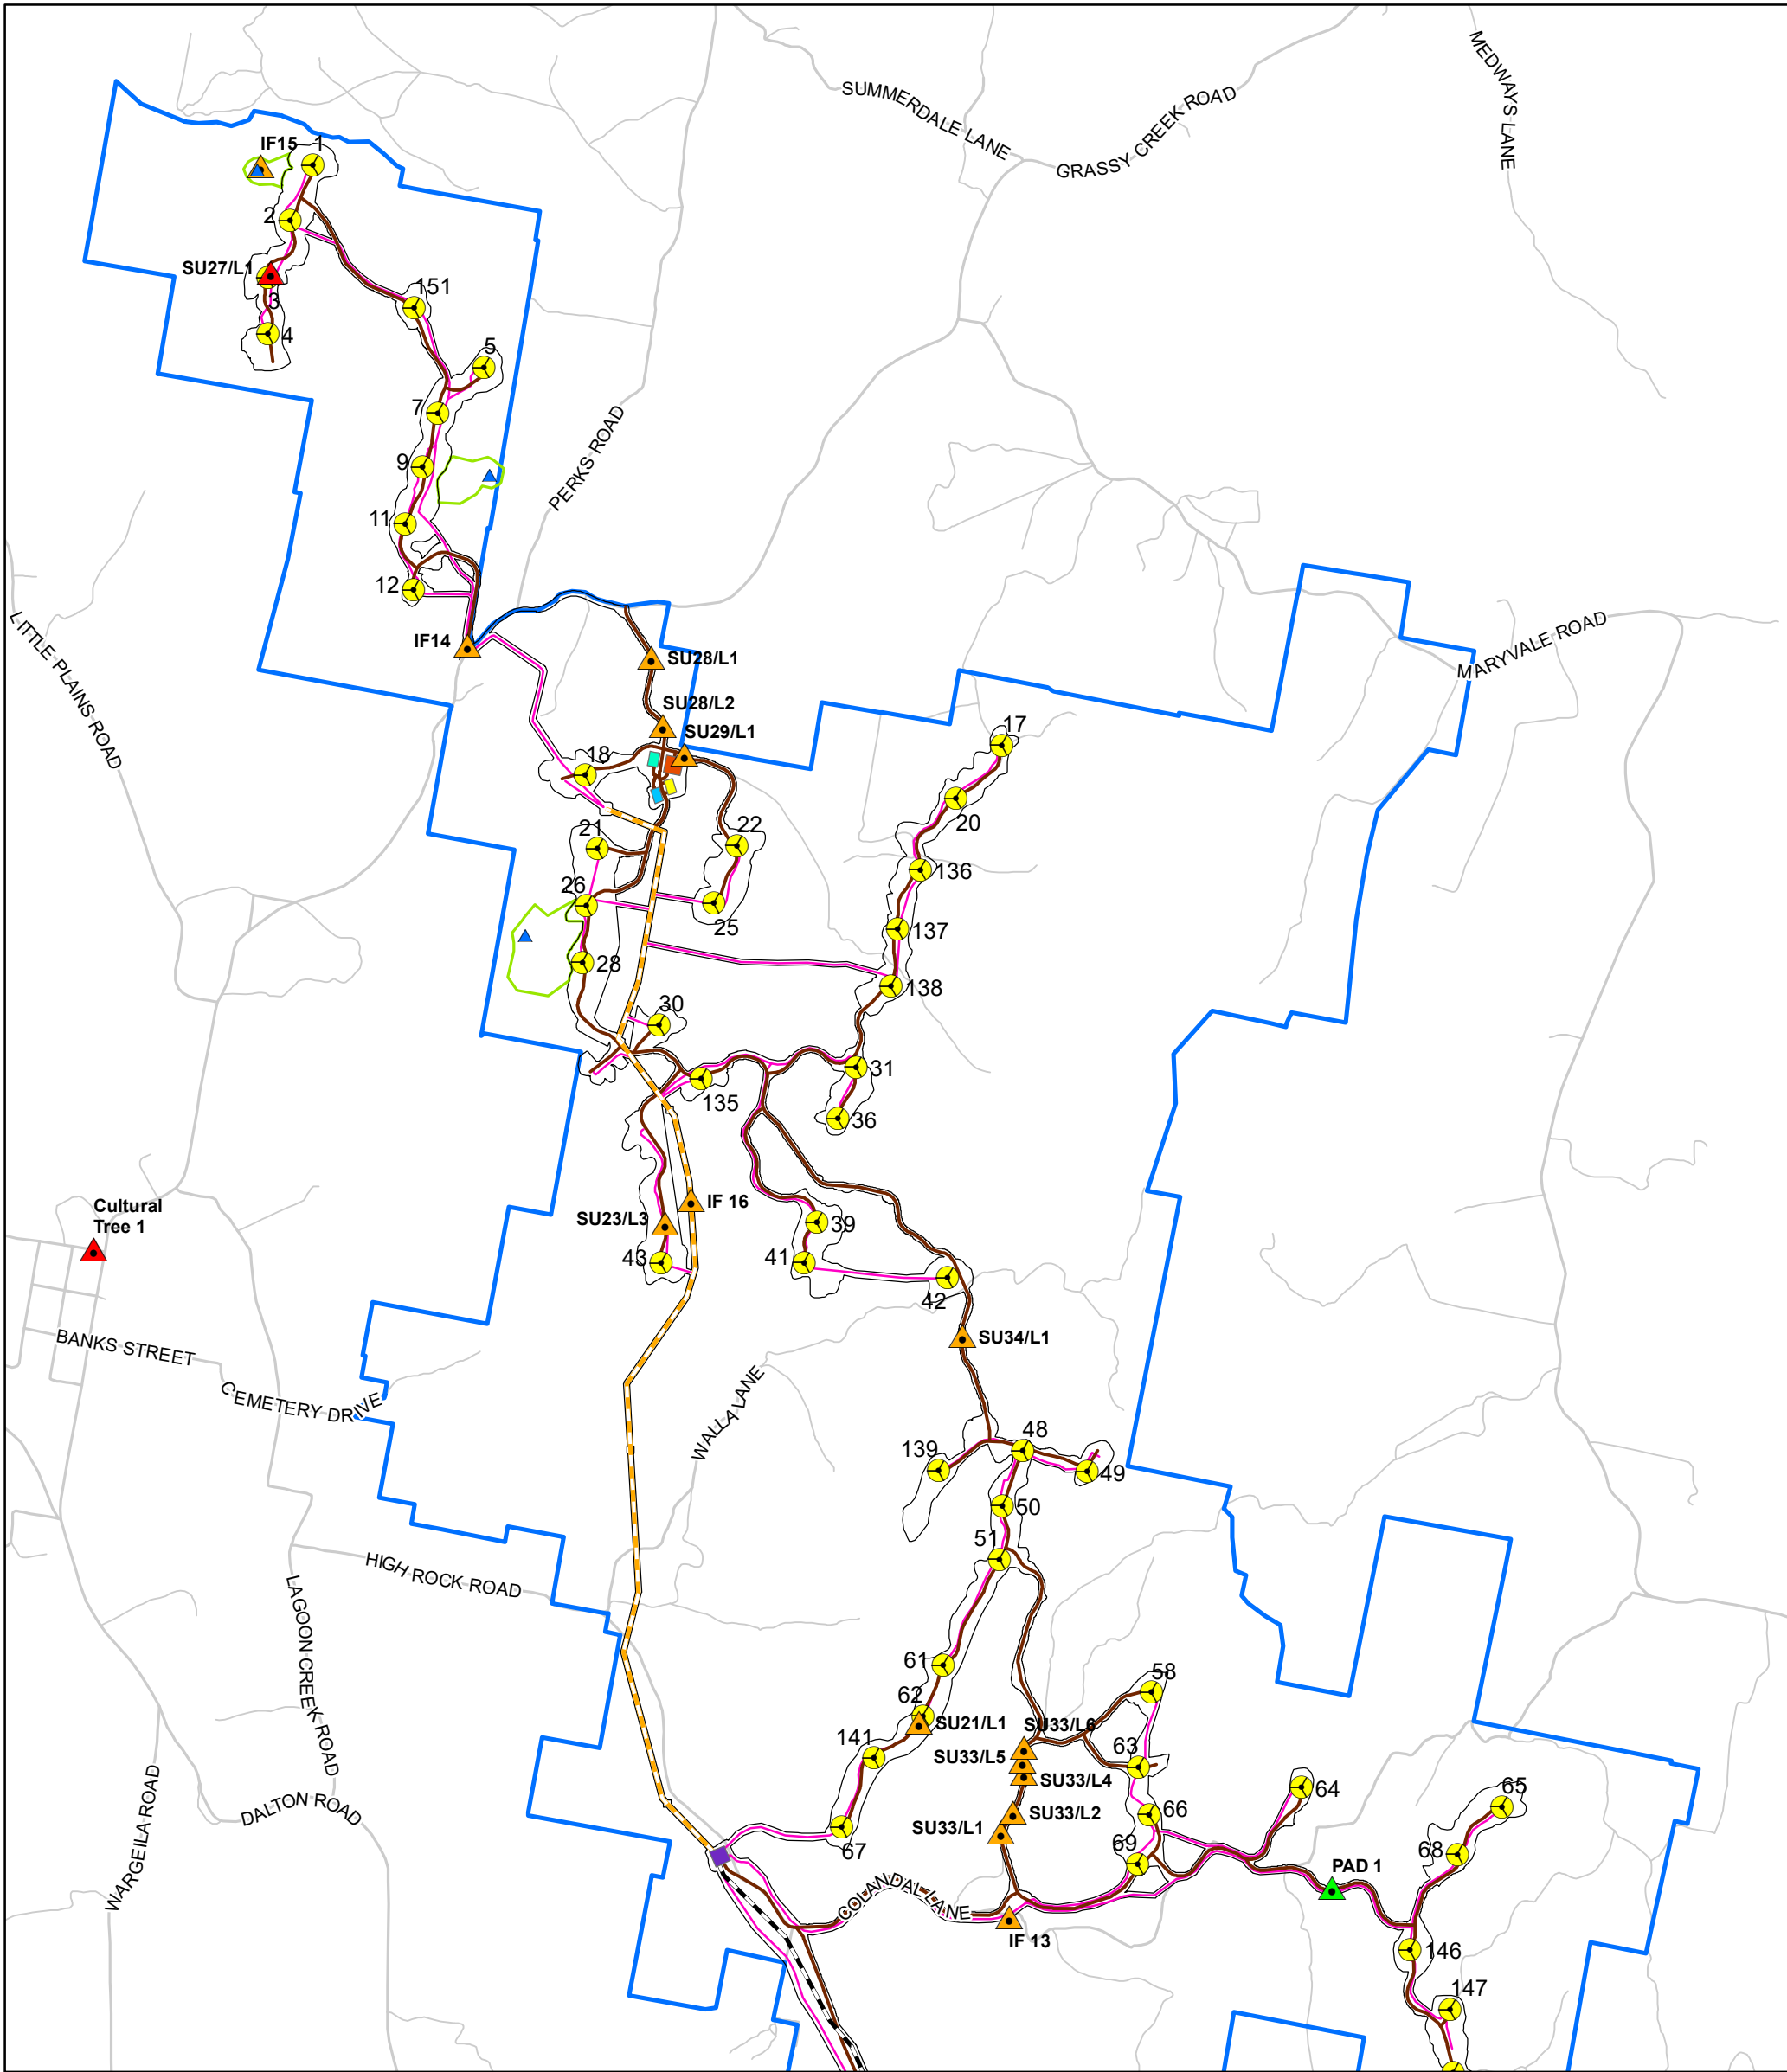 SUMMERDALE LANE
GRASSY CREEK ROAD
MEDWAYS LANE
IF15
1
2
SU27/L1
3
4
151
5
7
9
11
12
PERKS ROAD
LITTLE PLAINS ROAD
IF14
SU28/L1
SU28/L2
SU29/L1
MARYVALE ROAD
17
18
20
21
22
136
26
25
137
28
138
30
31
135
36
Cultural
Tree 1
IF 16
SU23/L3
39
43
41
42
SU34/L1
BANKS STREET
CEMETERY DRIVE
WALLA LANE
48
139
49
50
51
HIGH ROCK ROAD
LAGOON CREEK ROAD
61
58
62
SU21/L1
SU33/L6
141
SU33/L5
63
SU33/L4
64
65
SU33/L2
66
SU33/L1
67
69
68
WARGEILA ROAD
DALTON ROAD
PAD 1
COLANDAL LANE
IF 13
146
147